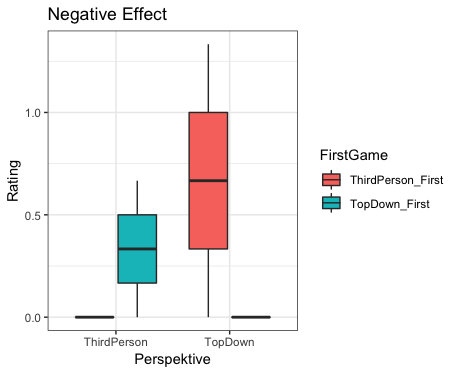 Negative Effect
1.0
0.5
0.0
Rating
ThirdPerson
TopDown
Perspektive
FirstGame
ThirdPerson_First
TopDown_First